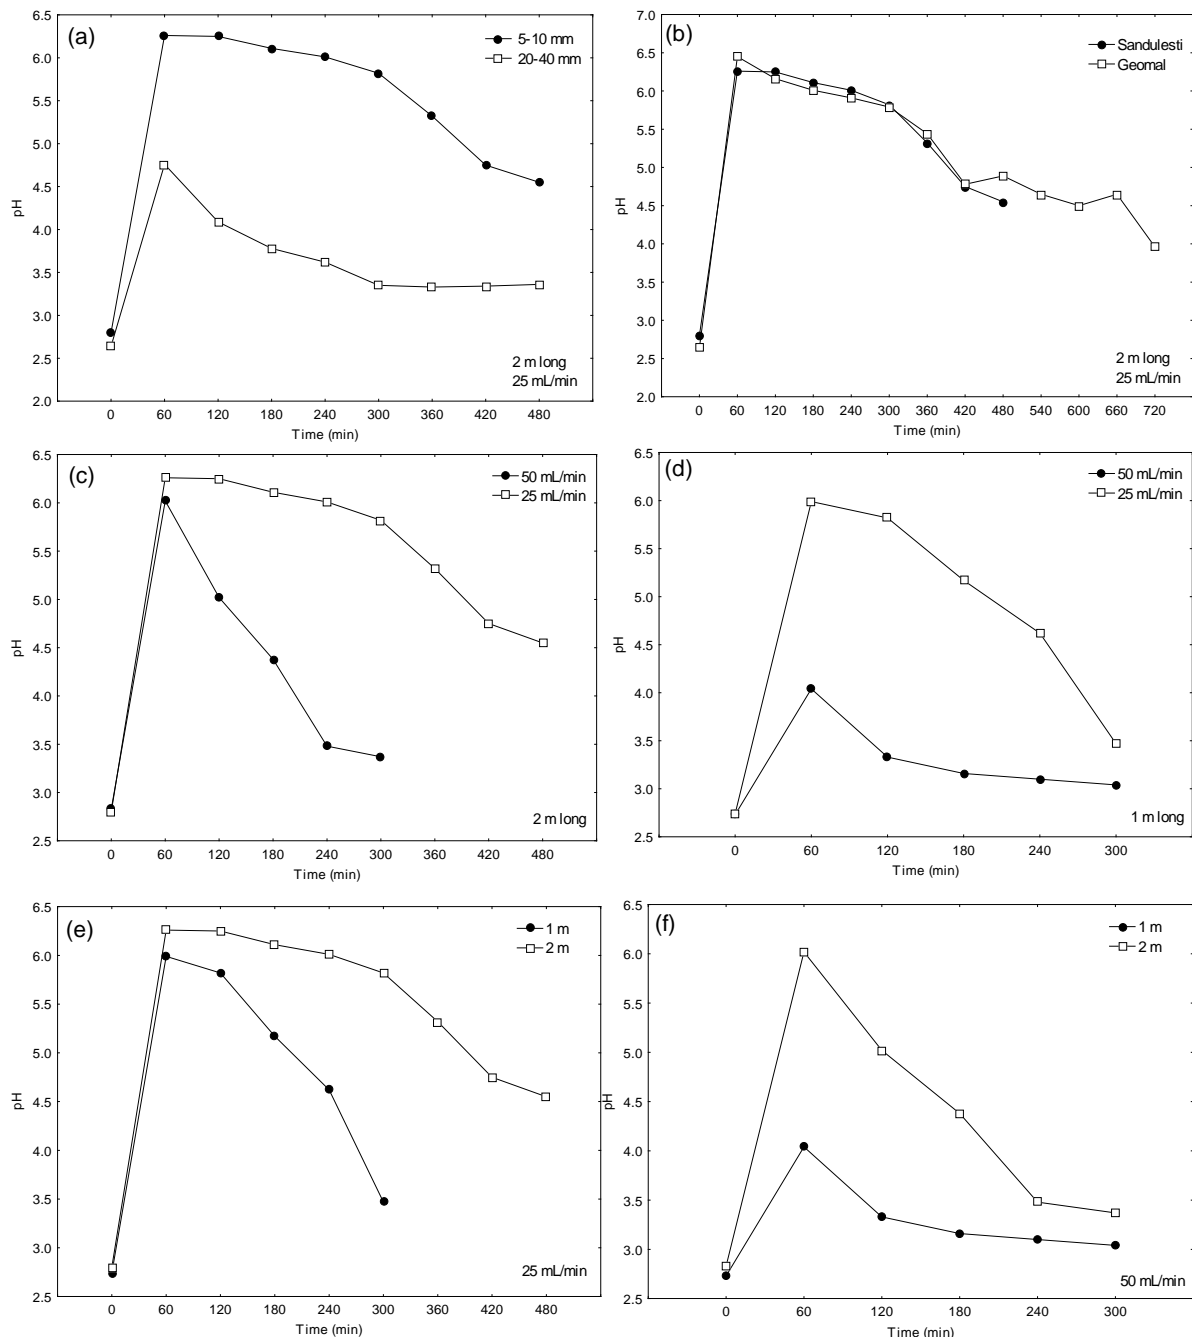 (a)
5-10 mm
20-40 mm
6.5
6.0
5.5
5.0
4.5
4.0
3.5
3.0
2.5
2.0
pH
2 m long
25 mL/min
0 60 120 180 240 300 360 420 480
Time (min)
(b)
Sandulesti
Geomal
7.0
6.5
6.0
5.5
5.0
4.5
4.0
3.5
3.0
2.5
2.0
pH
2 m long
25 mL/min
0 60 120 180 240 300 360 420 480 540 600 660 720
Time (min)
(c)
50 mL/min
25 mL/min
6.5
6.0
5.5
5.0
4.5
4.0
3.5
3.0
2.5
pH
2 m long
0 60 120 180 240 300 360 420 480
Time (min)
(d)
50 mL/min
25 mL/min
6.5
6.0
5.5
5.0
4.5
4.0
3.5
3.0
2.5
pH
1 m long
0 60 120 180 240 300
Time (min)
(e)
1 m
2 m
6.5
6.0
5.5
5.0
4.5
4.0
3.5
3.0
2.5
pH
25 mL/min
0 60 120 180 240 300 360 420 480
Time (min)
(f)
1 m
2 m
6.5
6.0
5.5
5.0
4.5
4.0
3.5
3.0
2.5
pH
50 mL/min
0 60 120 180 240 300
Time (min)